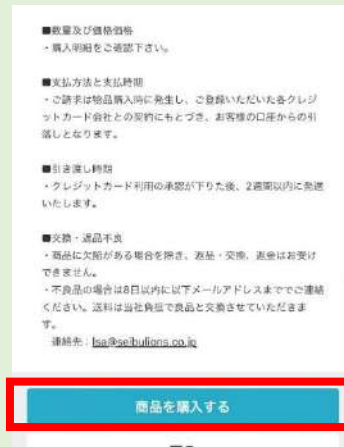 ■数量及び価格価格
・購入明細をご確認下さい。
■支払方法と支払時期
・ご請求は物品購入時に発生し、ご登録いただいた各クレジ
ットカード会社との契約にもとづき、お客様の口座からの引
落しとなります。
■引き渡し時期
・クレジットカード利用の承認が下りた後、2週間以内に発送
いたします。
■交換・返品不良
・商品に欠陥がある場合を除き、返品・交換、返金はお受け
できません。
・不良品の場合は8日以内に以下メールアドレスまでご連絡
ください。送料は当社負担で良品と交換させていただきま
す。
連絡先：lsa@seibulions.co.jp
商品を購入する